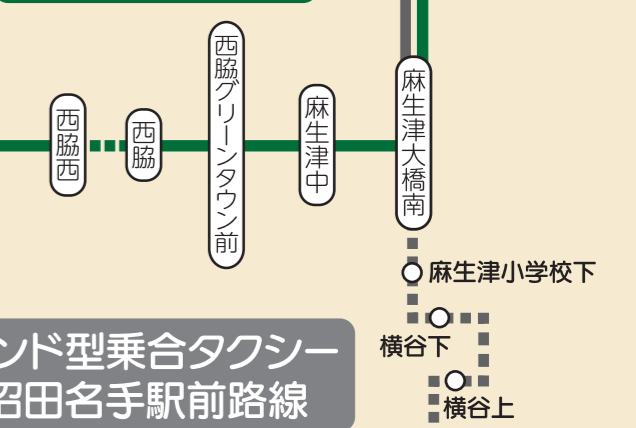 西脇西
西脇
西脇グリーンタウン前
麻生津中
麻生津大橋南
麻生津小学校下
横谷下
横谷上
ンド型乗合タクシー
沼田名手駅前路線